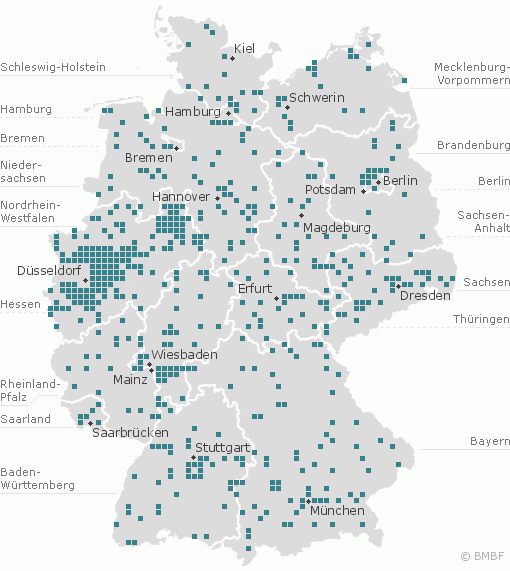 Kiel
Schleswig-Holstein
Mecklenburg-
Vorpommern
Schwerin
Hamburg
Hamburg
Bremen
Brandenburg
Bremen
Nieder-
sachsen
Berlin
Berlin
Potsdam
Hannover
Nordrhein-
Westfalen
Sachsen-
Anhalt
Magdeburg
Düsseldorf
Erfurt
Sachsen
Dresden
Hessen
Thüringen
Wiesbaden
Mainz
Rheinland-
Pfalz
Saarland
Saarbrücken
Stuttgart
Bayern
Baden-
Württemberg
München
© BMBF